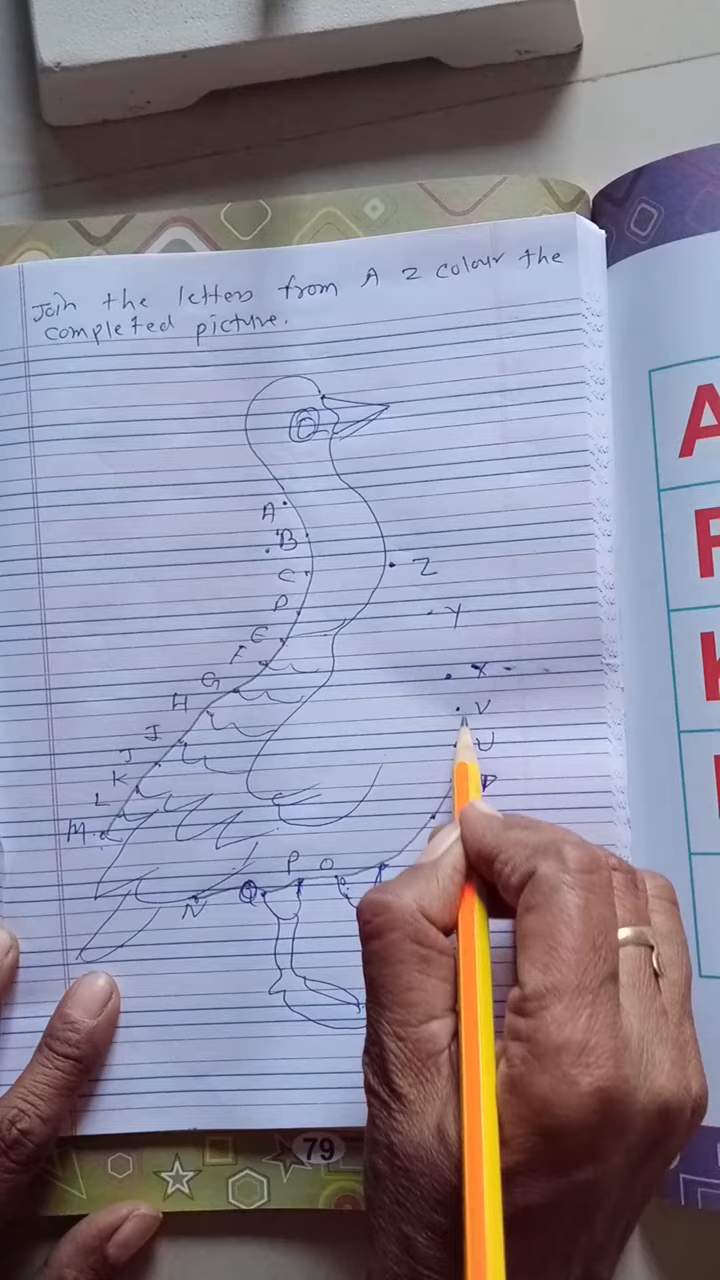 Join the letters from A Z colour the
completed picture.
A
B
C
Z
D
Y
E
F
X
G
H
V
J
U
J
K
L
M
P
O
Q
N
79
A